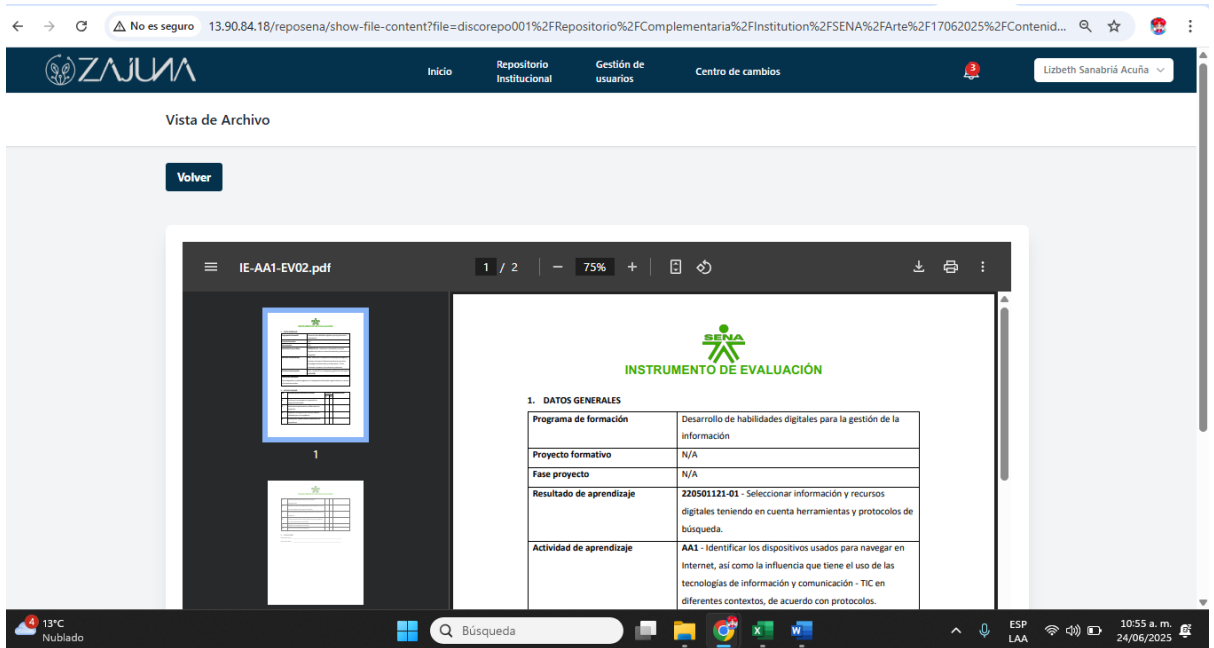 No es seguro 13.90.84.18/reposena/show-file-content?file=discorepo001%2FRepositorio%2FComplementaria%2FInstitution%2FSENA%2FArte%2F17062025%2FContenid...
ZAJUNA
Inicio
Repositorio
Institucional
Gestión de
usuarios
Centro de cambios
3
Lizbeth Sanabriá Acuña
Vista de Archivo
Volver
IE-AA1-EV02.pdf
1 / 2
75%
1
SENA
INSTRUMENTO DE EVALUACIÓN
1. DATOS GENERALES
Programa de formación
Desarrollo de habilidades digitales para la gestión de la
información
Proyecto formativo
N/A
Fase proyecto
N/A
Resultado de aprendizaje
220501121-01 - Seleccionar información y recursos
digitales teniendo en cuenta herramientas y protocolos de
búsqueda.
Actividad de aprendizaje
AA1 - Identificar los dispositivos usados para navegar en
Internet, así como la influencia que tiene el uso de las
tecnologías de información y comunicación - TIC en
diferentes contextos, de acuerdo con protocolos.
4
13°C
Nublado
Búsqueda
ESP
LAA
10:55 a. m.
24/06/2025